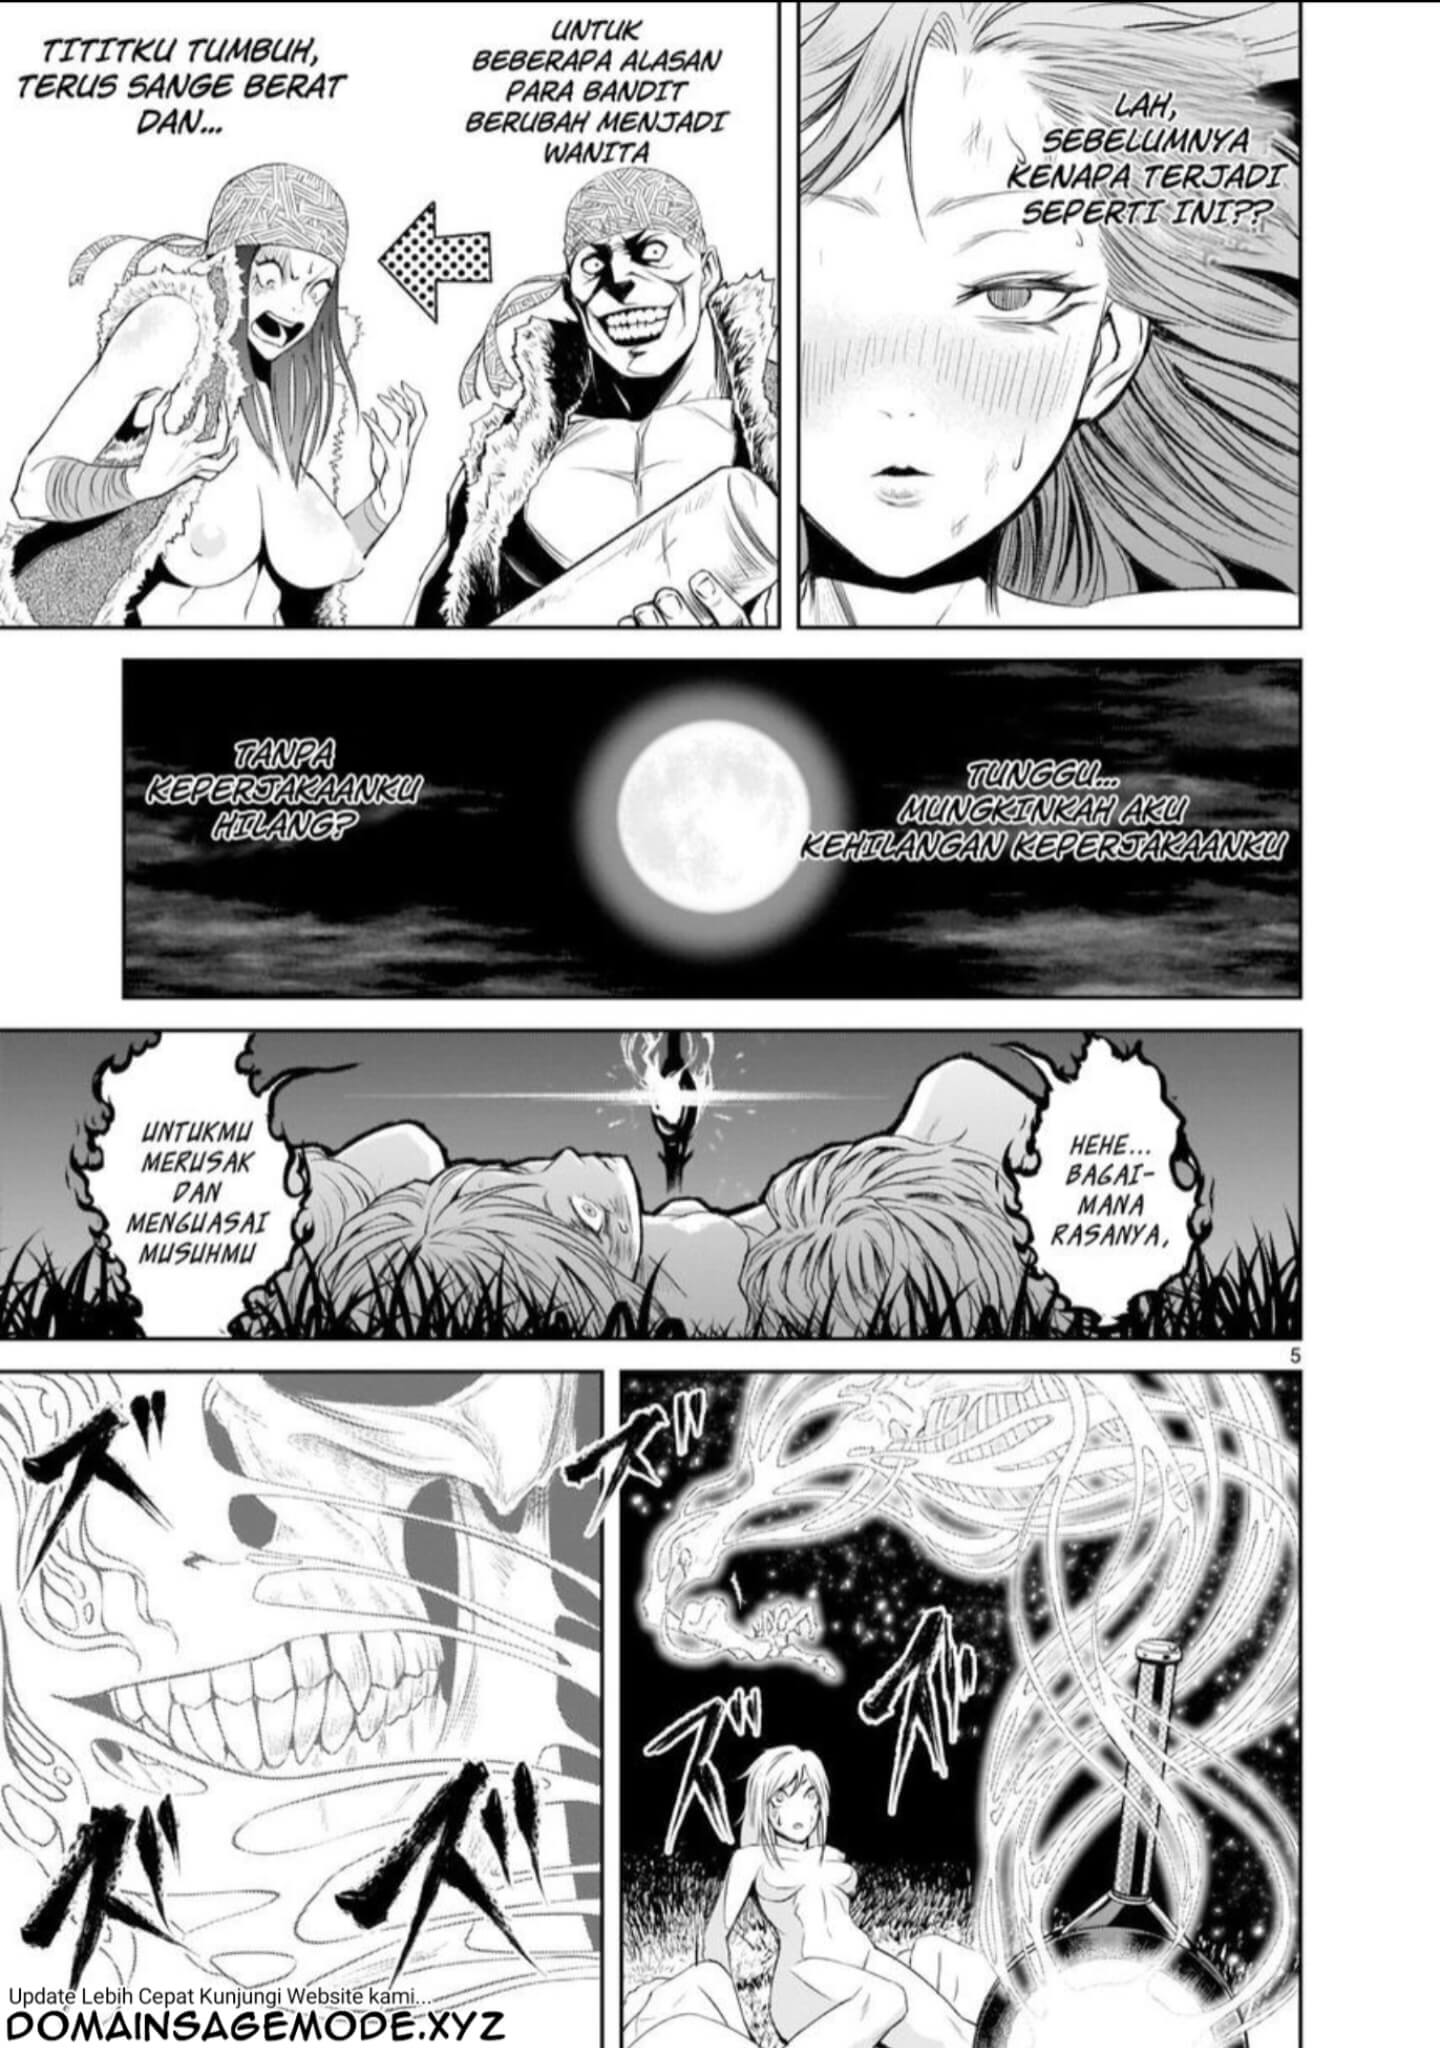 LAH,
SEBELUMNYA
KENAPA TERJADI
SEPERTI INI??
UNTUK
BEBERAPA ALASAN
PARA BANDIT
BERUBAH MENJADI
WANITA
TITITKU TUMBUH,
TERUS SANGE BERAT
DAN...
TUNGGU...
MUNGKINKAH AKU
KEHILANGAN KEPERJAKAANKU
TANPA
KEPERJAKAANKU
HILANG?
HEHE...
BAGAI-
MANA
RASANYA,
UNTUKMU
MERUSAK
DAN
MENGUASAI
MUSUHMU
5
ズ"
ズ"
ズ"
ズ"
ズ"
ズ"
Update Lebih Cepat Kunjungi Website kami...
DOMAINSAGEMODE.XYZ